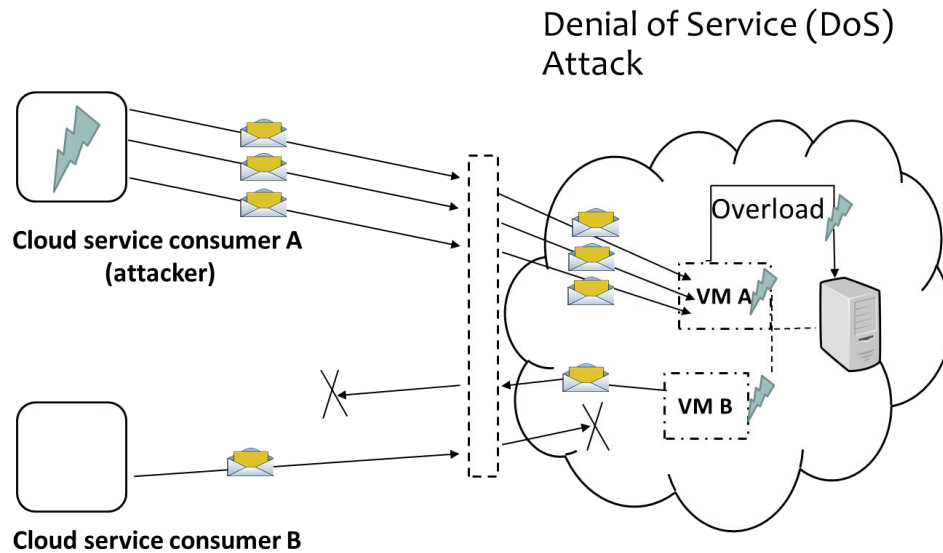 Denial of Service (DoS)
Attack
Overload
Cloud service consumer A
(attacker)
VM A
VM B
Cloud service consumer B